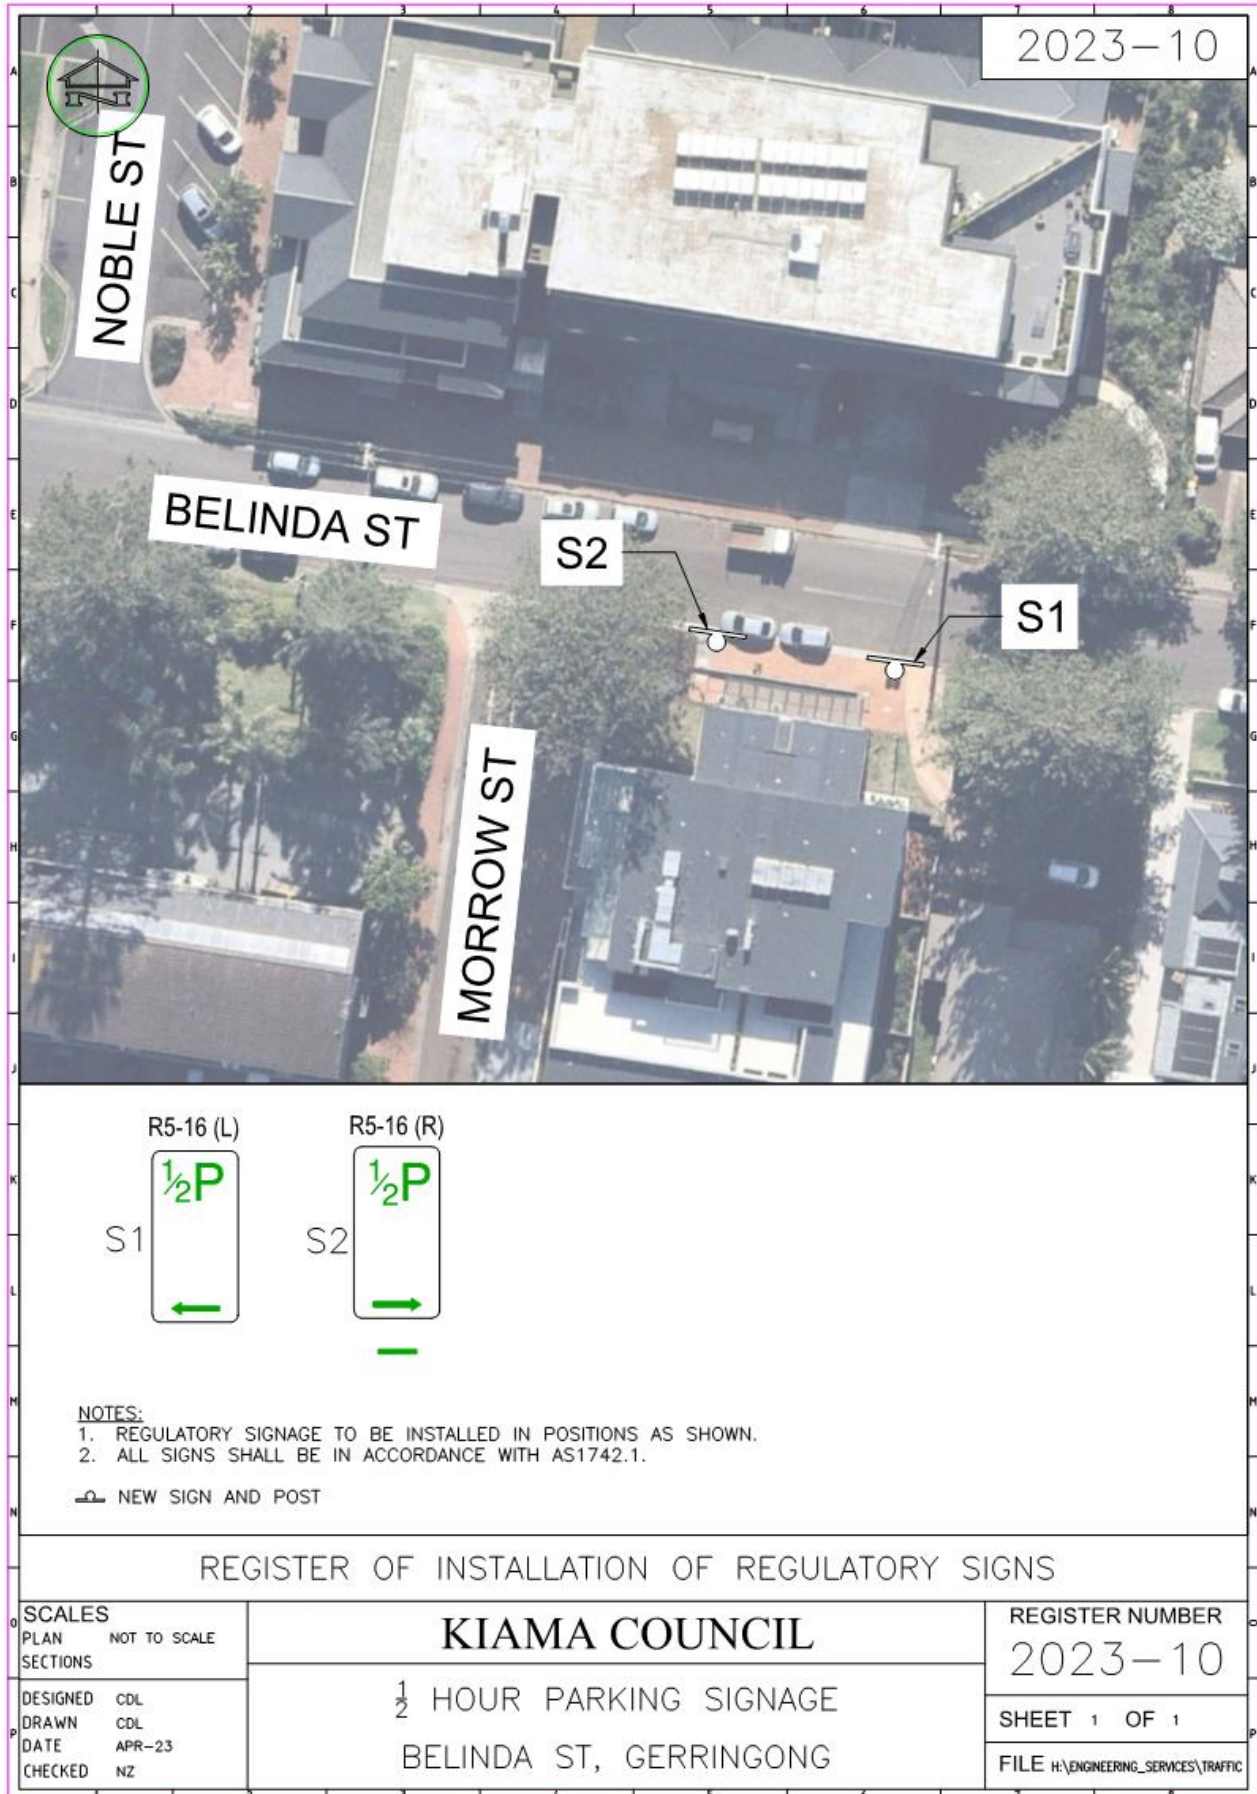 2023-10
NOBLE ST
BELINDA ST
S2
S1
MORROW ST
R5-16 (L)
R5-16 (R)
½P
½P
S1
S2
NOTES:
1. REGULATORY SIGNAGE TO BE INSTALLED IN POSITIONS AS SHOWN.
2. ALL SIGNS SHALL BE IN ACCORDANCE WITH AS1742.1.
NEW SIGN AND POST
REGISTER OF INSTALLATION OF REGULATORY SIGNS
SCALES
PLAN NOT TO SCALE
SECTIONS
DESIGNED CDL
DRAWN CDL
DATE APR-23
CHECKED NZ
KIAMA COUNCIL
½ HOUR PARKING SIGNAGE
BELINDA ST, GERRINGONG
REGISTER NUMBER
2023-10
SHEET 1 OF 1
FILE H:\ENGINEERING_SERVICES\TRAFFIC